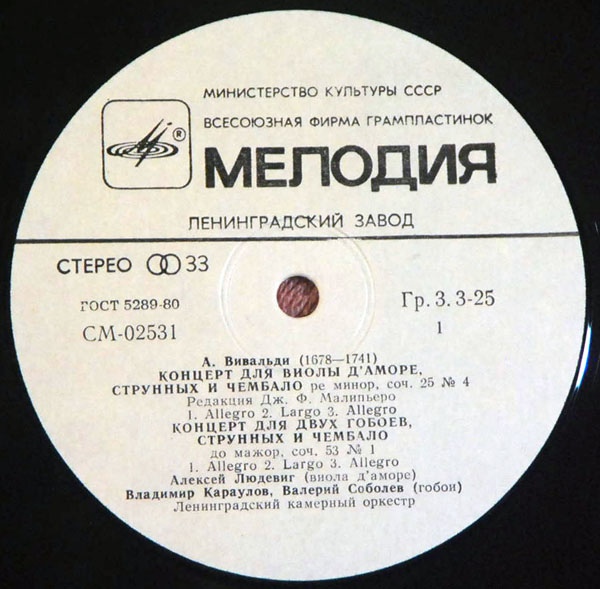 МИНИСТЕРСТВО КУЛЬТУРЫ СССР
ВСЕСОЮЗНАЯ ФИРМА ГРАМПЛАСТИНОК
®
МЕЛОДИЯ
ЛЕНИНГРАДСКИЙ ЗАВОД
СТЕРЕО 33
ГОСТ 5289-80
Гр. 3. 3-25
СМ-02531
1
А. Вивальди (1678—1741)
КОНЦЕРТ ДЛЯ ВИОЛЫ Д'АМОРЕ,
СТРУННЫХ И ЧЕМБАЛО ре минор, соч. 25 № 4
Редакция Дж. Ф. Малипьеро
1. Allegro 2. Largo 3. Allegro
КОНЦЕРТ ДЛЯ ДВУХ ГОБОЕВ,
СТРУННЫХ И ЧЕМБАЛО
до мажор, соч. 53 № 1
1. Allegro 2. Largo 3. Allegro
Алексей Людевиг (виола д'аморе)
Владимир Караулов, Валерий Соболев (гобои)
Ленинградский камерный оркестр